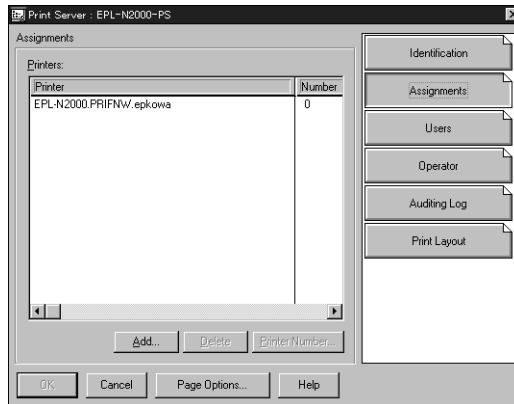 Print Server : EPL-N2000-PS
Assignments
Printers:
Printer Number
EPL-N2000.PRIFNW.epkowa 0
Add... Delete Printer Number...
OK Cancel Page Options... Help
Identification
Assignments
Users
Operator
Auditing Log
Print Layout